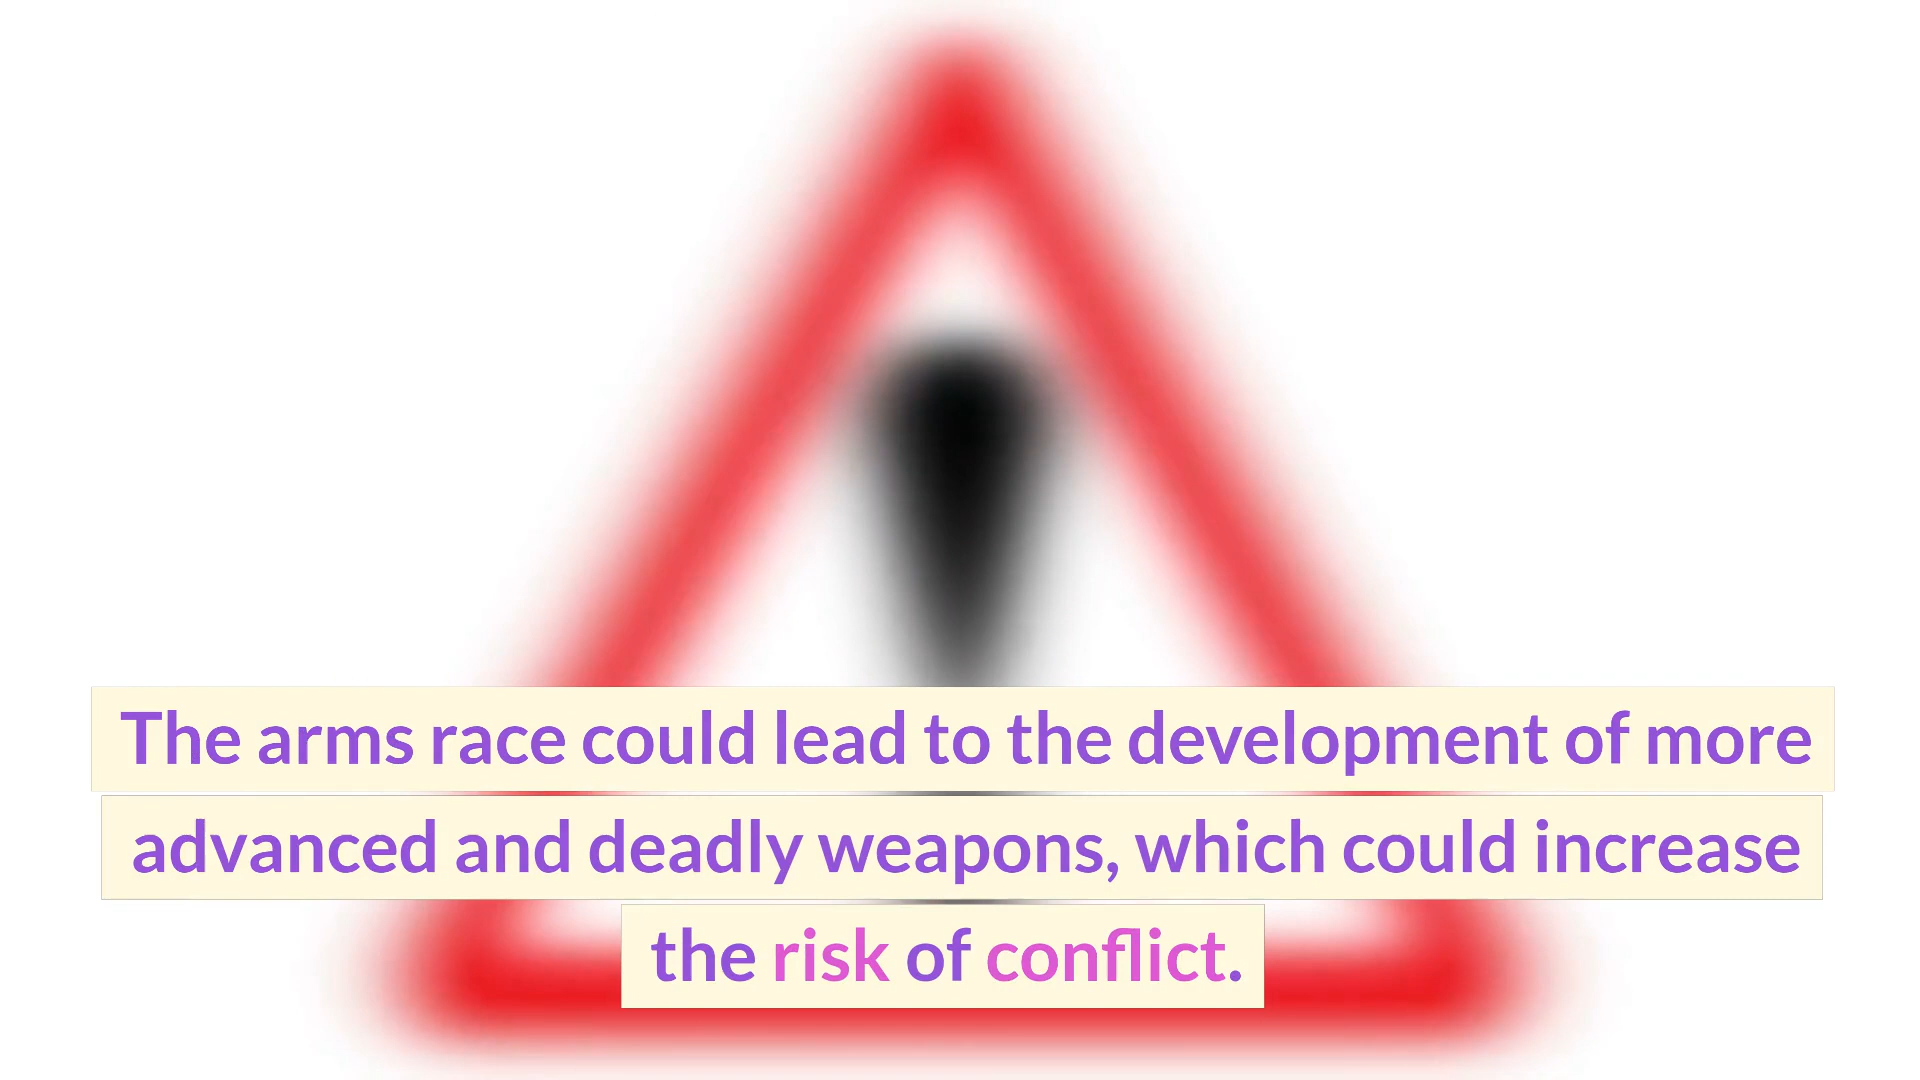 The arms race could lead to the development of more
advanced and deadly weapons, which could increase
the risk of conflict.